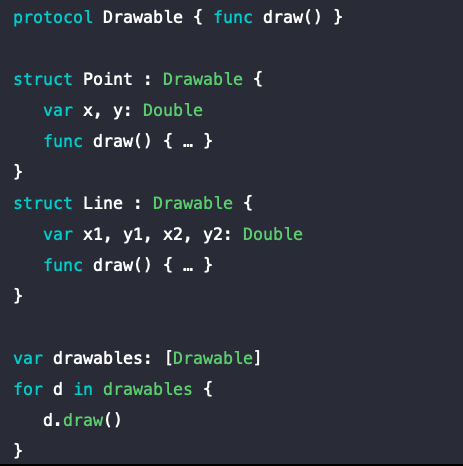 protocol Drawable { func draw() }
struct Point : Drawable {
var x, y: Double
func draw() { … }
}
struct Line : Drawable {
var x1, y1, x2, y2: Double
func draw() { … }
}
var drawables: [Drawable]
for d in drawables {
d.draw()
}